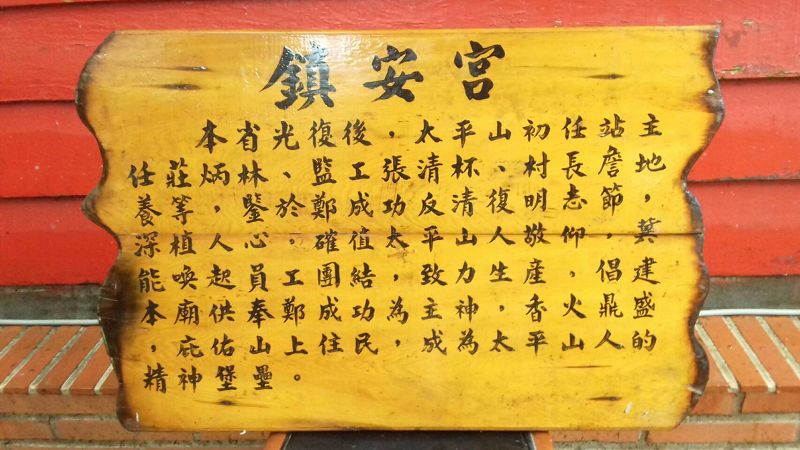 鎮安宮
本省光復後，太平山初任站主
任莊炳林、監工張清杯、村長詹地，
養等，鑒於鄭成功反清復明志節，
深植人心。確值太平山人敬仰，冀
能喚起員工團結，致力生產、倡建
本廟供奉鄭成功為主神，香火鼎盛
，庇佑山上住民，成為太平山人的
精神堡壘。